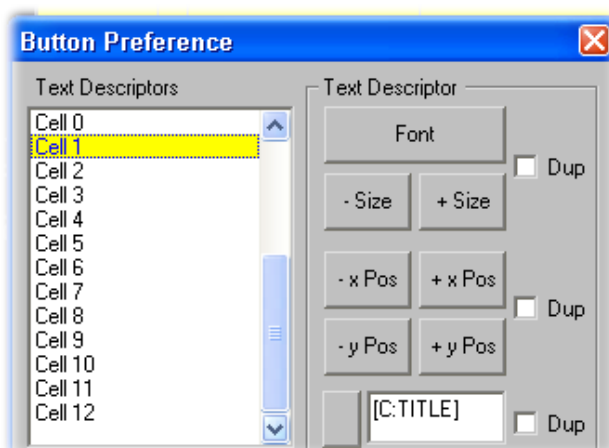 Button Preference
Text Descriptors
Cell 0
Cell 1
Cell 2
Cell 3
Cell 4
Cell 5
Cell 6
Cell 7
Cell 8
Cell 9
Cell 10
Cell 11
Cell 12
Text Descriptor
Font
Dup
- Size + Size
- x Pos + x Pos
Dup
- y Pos + y Pos
[C:TITLE]
Dup